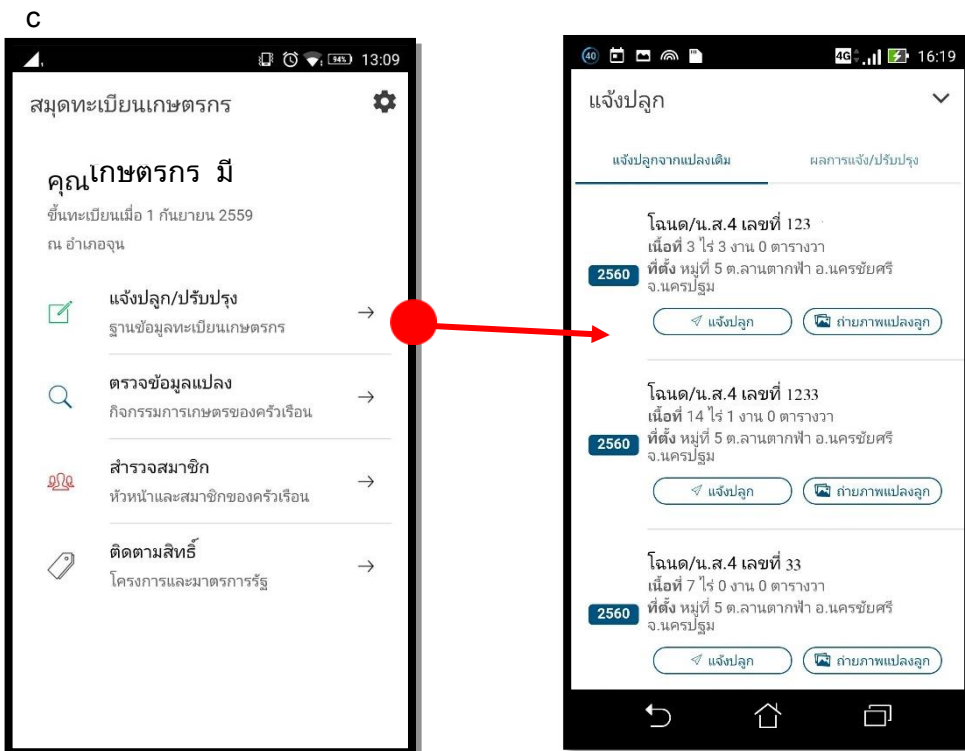 c
94%
13:09
สมุดทะเบียนเกษตรกร
คุณเกษตรกร มี
ขึ้นทะเบียนเมื่อ 1 กันยายน 2559
ณ อำเภอจุน
แจ้งปลูก/ปรับปรุง
ฐานข้อมูลทะเบียนเกษตรกร
ตรวจข้อมูลแปลง
กิจกรรมการเกษตรของครัวเรือน
สำรวจสมาชิก
หัวหน้าและสมาชิกของครัวเรือน
ติดตามสิทธิ์
โครงการและมาตรการรัฐ
40 4G 16:19
แจ้งปลูก
แจ้งปลูกจากแปลงเดิม ผลการแจ้ง/ปรับปรุง
โฉนด/น.ส.4 เลขที่ 123
เนื้อที่ 3 ไร่ 3 งาน 0 ตารางวา
2560 ที่ตั้ง หมู่ที่ 5 ต.ลานตากฟ้า อ.นครชัยศรี
จ.นครปฐม
แจ้งปลูก ถ่ายภาพแปลงลูก
โฉนด/น.ส.4 เลขที่ 1233
เนื้อที่ 14 ไร่ 1 งาน 0 ตารางวา
2560 ที่ตั้ง หมู่ที่ 5 ต.ลานตากฟ้า อ.นครชัยศรี
จ.นครปฐม
แจ้งปลูก ถ่ายภาพแปลงลูก
โฉนด/น.ส.4 เลขที่ 33
เนื้อที่ 7 ไร่ 0 งาน 0 ตารางวา
2560 ที่ตั้ง หมู่ที่ 5 ต.ลานตากฟ้า อ.นครชัยศรี
จ.นครปฐม
แจ้งปลูก ถ่ายภาพแปลงลูก